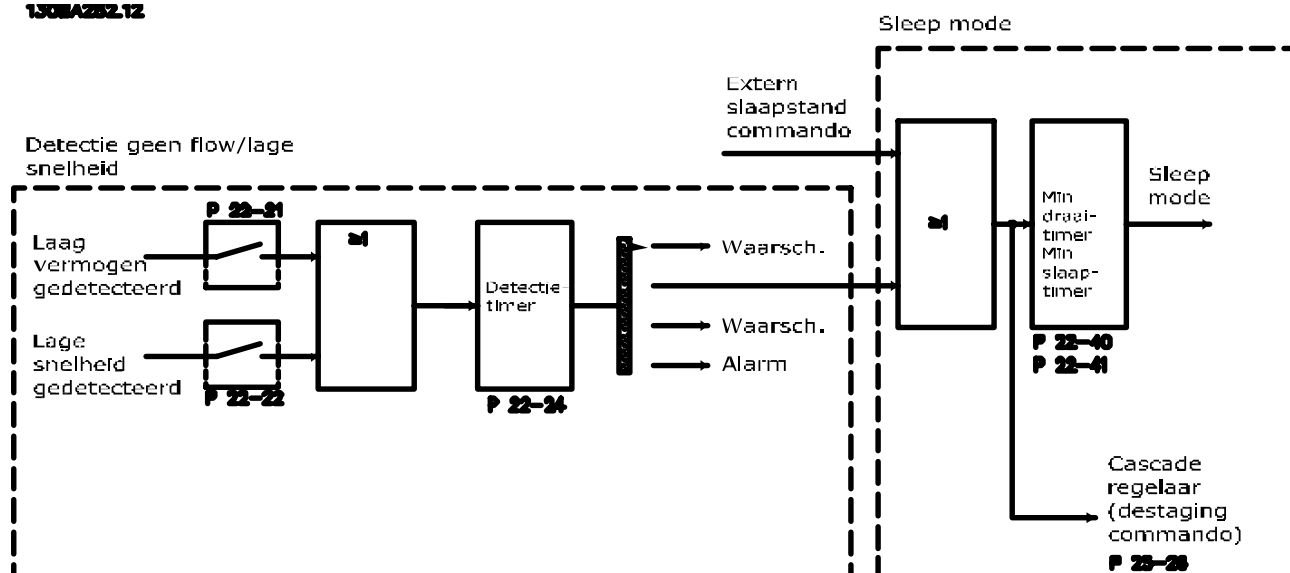 130BA252.12
Sleep mode
Extern
slaapstand
commando
Detectie geen flow/lage
snelheid
P 22-21
Laag
vermogen
gedetecteerd
≥1
Detectie-
timer
Waarsch.
Lage
snelheid
gedetecteerd
P 22-22
P 22-24
Waarsch.
Alarm
≥1
Min
draai-
timer
Min
slaap-
timer
P 22-40
P 22-41
Sleep
mode
Cascade
regelaar
(destaging
commando)